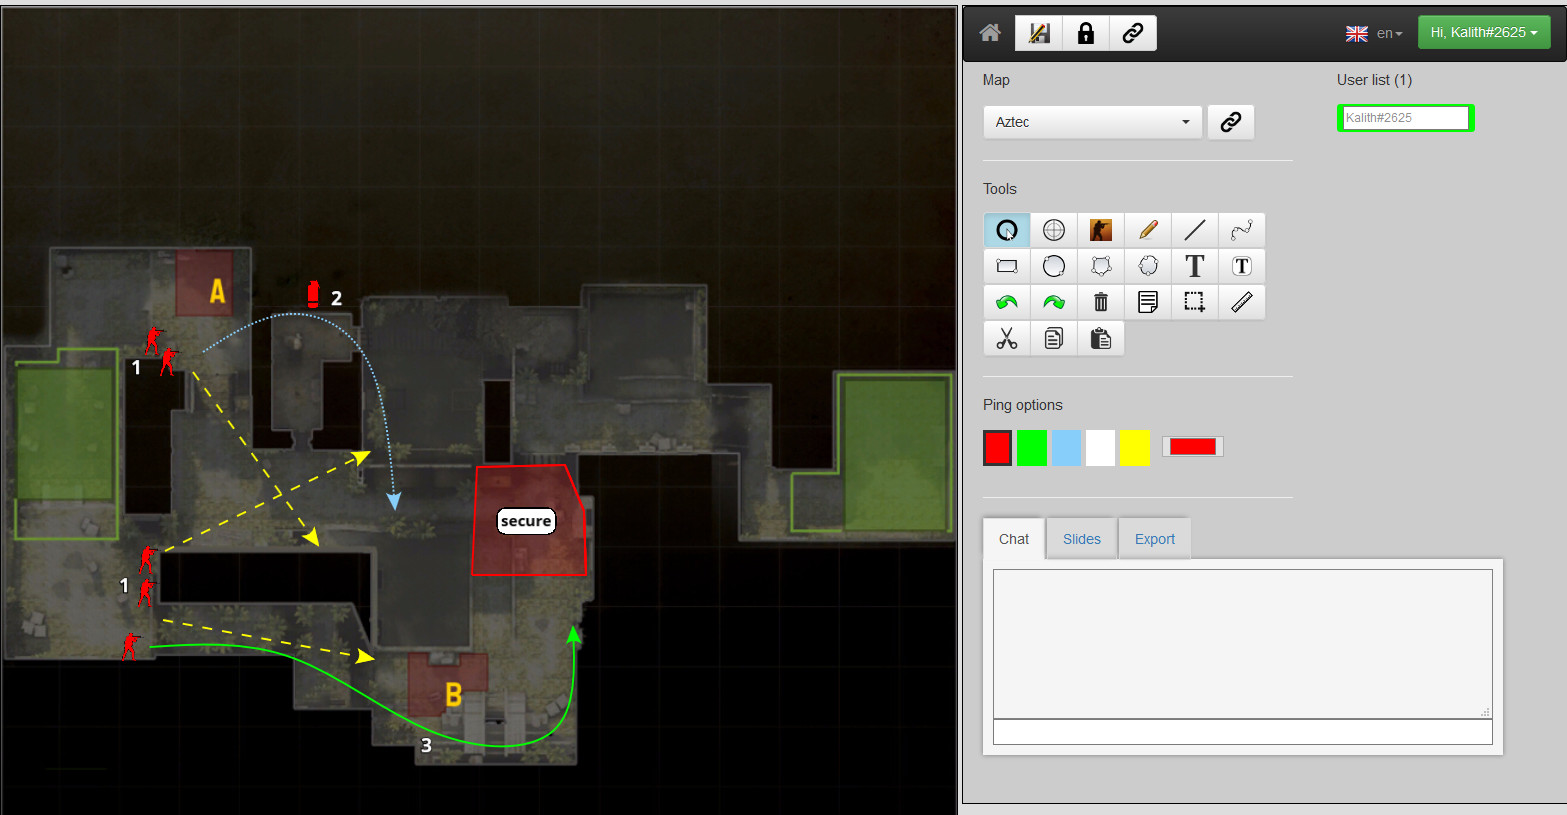 A
2
1
secure
1
B
3
en
Hi, Kalith#2625
Map
User list (1)
Aztec
Kalith#2625
Tools
T
T
Ping options
Chat
Slides
Export